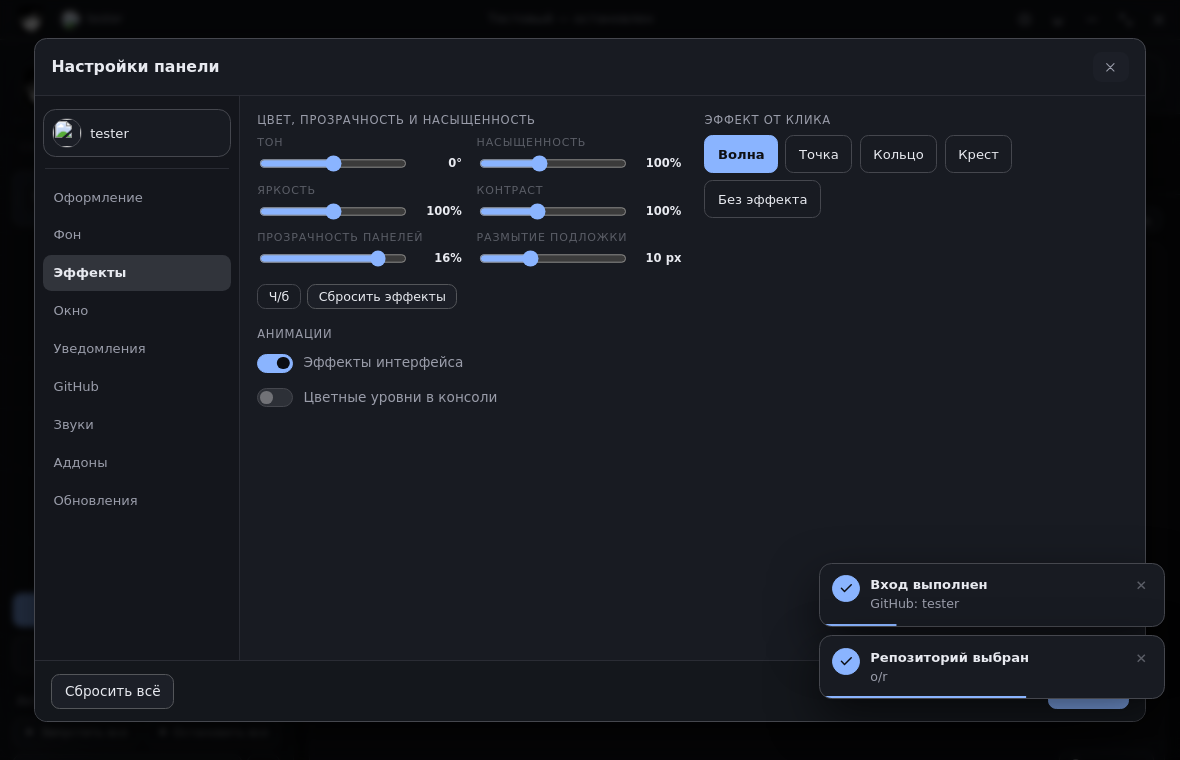 Настройки панели
tester
Оформление
Фон
Эффекты
Окно
Уведомления
GitHub
Звуки
Аддоны
Обновления
ЦВЕТ, ПРОЗРАЧНОСТЬ И НАСЫЩЕННОСТЬ
ТОН
0°
НАСЫЩЕННОСТЬ
100%
ЯРКОСТЬ
100%
КОНТРАСТ
100%
ПРОЗРАЧНОСТЬ ПАНЕЛЕЙ
16%
РАЗМЫТИЕ ПОДЛОЖКИ
10 px
Ч/б
Сбросить эффекты
АНИМАЦИИ
Эффекты интерфейса
Цветные уровни в консоли
ЭФФЕКТ ОТ КЛИКА
Волна
Точка
Кольцо
Крест
Без эффекта
Вход выполнен
GitHub: tester
Репозиторий выбран
o/r
Сбросить всё